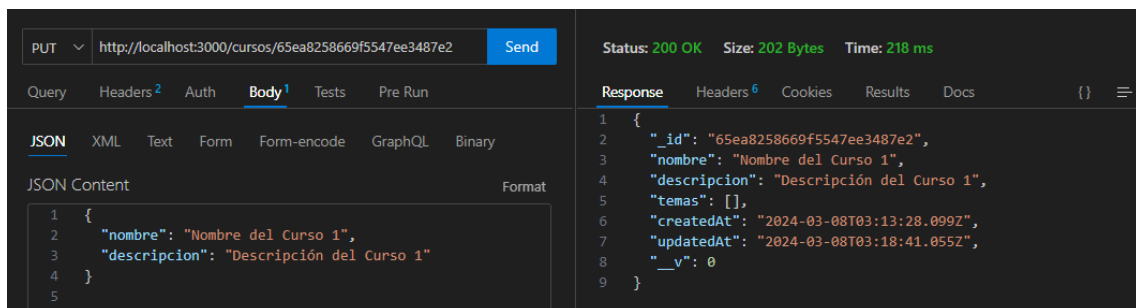 PUT http://localhost:3000/cursos/65ea8258669f5547ee3487e2 Send
Query Headers 2 Auth Body 1 Tests Pre Run
JSON XML Text Form Form-encode GraphQL Binary
JSON Content Format
1 {
2 "nombre": "Nombre del Curso 1",
3 "descripcion": "Descripción del Curso 1"
4 }
5
Status: 200 OK Size: 202 Bytes Time: 218 ms
Response Headers 6 Cookies Results Docs { }
1 {
2 "_id": "65ea8258669f5547ee3487e2",
3 "nombre": "Nombre del Curso 1",
4 "descripcion": "Descripción del Curso 1",
5 "temas": [],
6 "createdAt": "2024-03-08T03:13:28.099Z",
7 "updatedAt": "2024-03-08T03:18:41.055Z",
8 "__v": 0
9 }